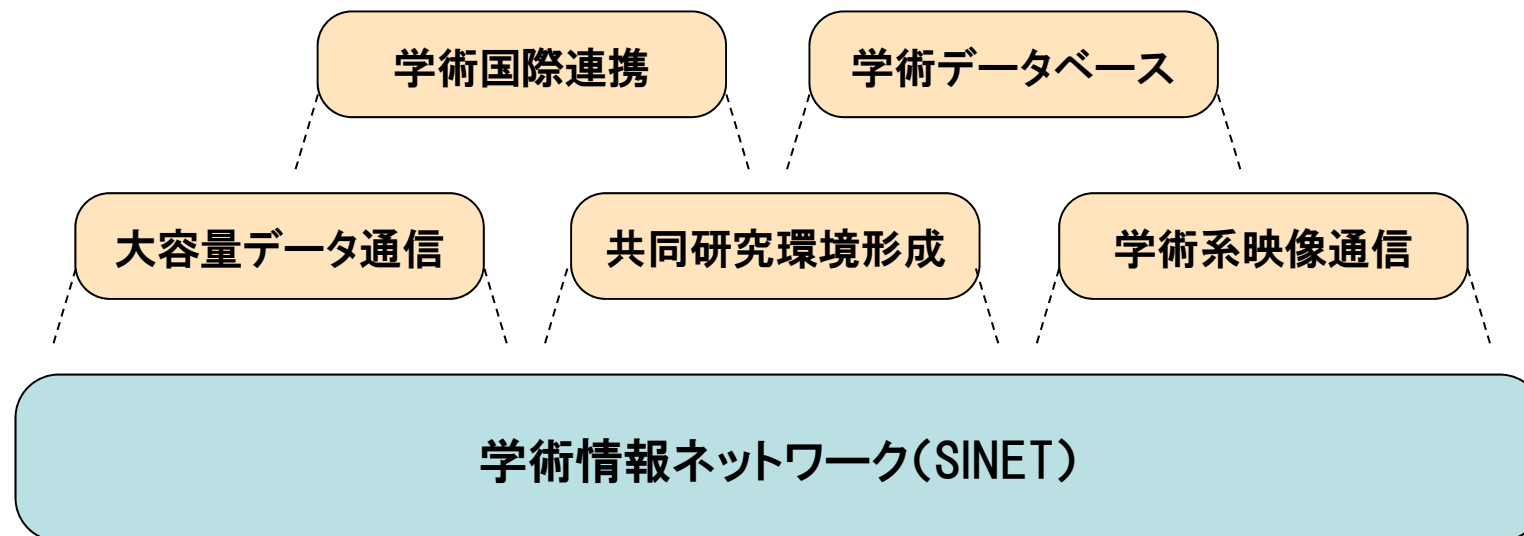 学術国際連携
学術データベース
大容量データ通信
共同研究環境形成
学術系映像通信
学術情報ネットワーク(SINET)